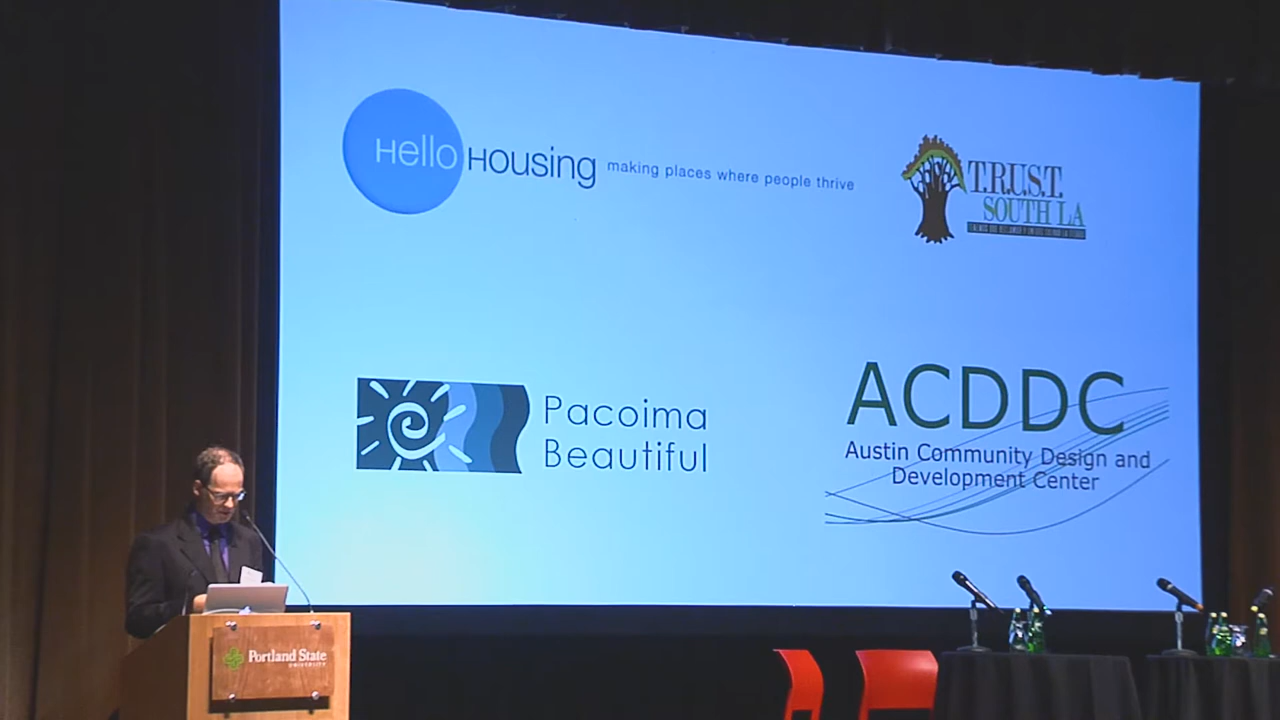 Hello Housing making places where people thrive
T.R.U.S.T.
SOUTH LA
Pacoima
Beautiful
ACDDC
Austin Community Design and
Development Center
Portland State
UNIVERSITY